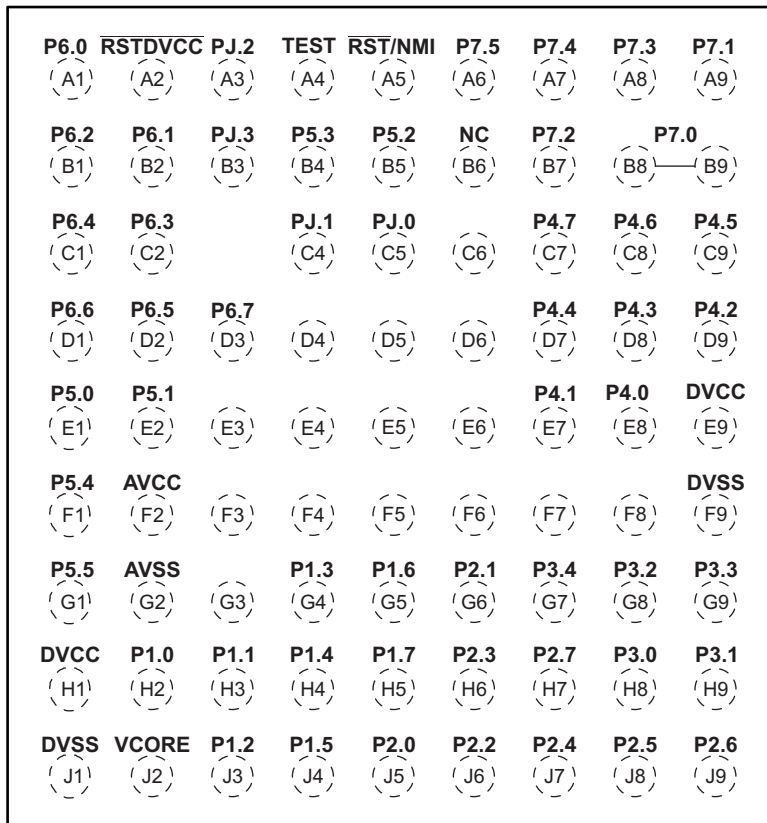 P6.0 RSTDVCC PJ.2 TEST RST/NMI P7.5 P7.4 P7.3 P7.1
A1 A2 A3 A4 A5 A6 A7 A8 A9
P6.2 P6.1 PJ.3 P5.3 P5.2 NC P7.2 P7.0
B1 B2 B3 B4 B5 B6 B7 B8 B9
P6.4 P6.3 PJ.1 PJ.0 P4.7 P4.6 P4.5
C1 C2 C4 C5 C6 C7 C8 C9
P6.6 P6.5 P6.7 P4.4 P4.3 P4.2
D1 D2 D3 D4 D5 D6 D7 D8 D9
P5.0 P5.1 P4.1 P4.0 DVCC
E1 E2 E3 E4 E5 E6 E7 E8 E9
P5.4 AVCC DVSS
F1 F2 F3 F4 F5 F6 F7 F8 F9
P5.5 AVSS P1.3 P1.6 P2.1 P3.4 P3.2 P3.3
G1 G2 G3 G4 G5 G6 G7 G8 G9
DVCC P1.0 P1.1 P1.4 P1.7 P2.3 P2.7 P3.0 P3.1
H1 H2 H3 H4 H5 H6 H7 H8 H9
DVSS VCORE P1.2 P1.5 P2.0 P2.2 P2.4 P2.5 P2.6
J1 J2 J3 J4 J5 J6 J7 J8 J9